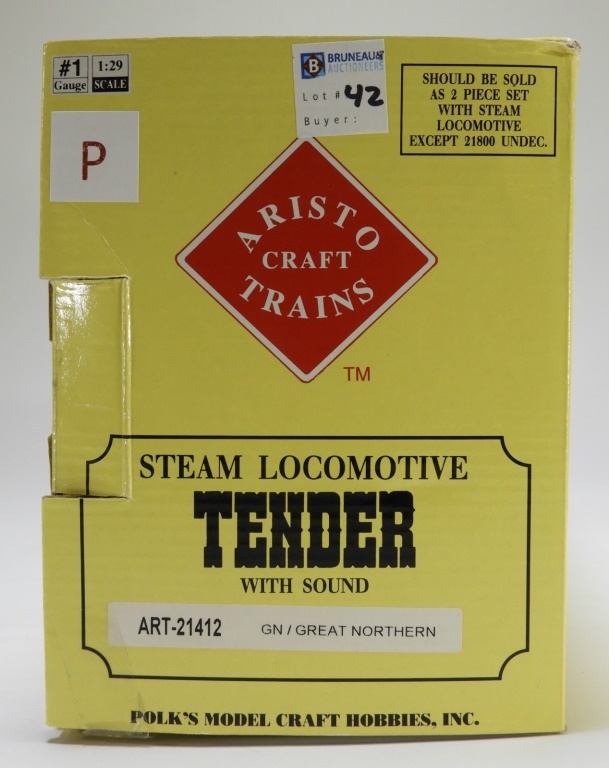 #1
Gauge
1:29
SCALE
B
BRUNEAU &
AUCTIONEERS
Lot # 42
Buyer:
SHOULD BE SOLD
AS 2 PIECE SET
WITH STEAM
LOCOMOTIVE
EXCEPT 21800 UNDEC.
P
ARISTO
CRAFT
TRAINS
TM
STEAM LOCOMOTIVE
TENDER
WITH SOUND
ART-21412 GN / GREAT NORTHERN
POLK'S MODEL CRAFT HOBBIES, INC.